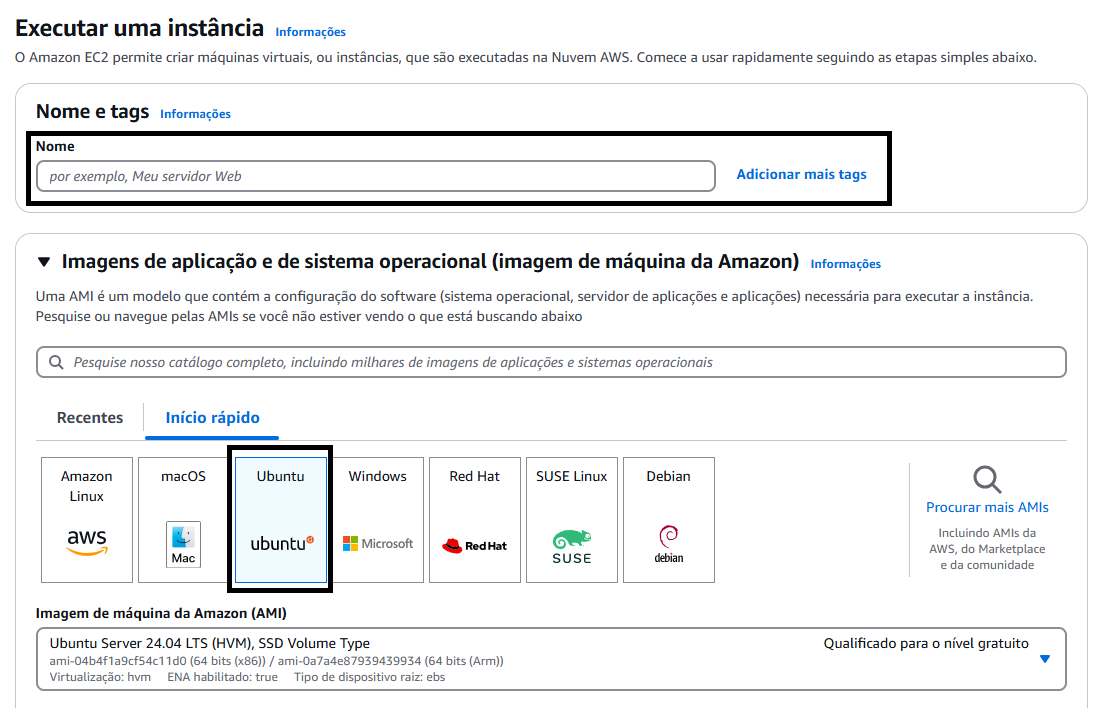 Executar uma instância Informações
O Amazon EC2 permite criar máquinas virtuais, ou instâncias, que são executadas na Nuvem AWS. Comece a usar rapidamente seguindo as etapas simples abaixo.
Nome e tags Informações
Nome
por exemplo, Meu servidor Web
Adicionar mais tags
Imagens de aplicação e de sistema operacional (imagem de máquina da Amazon) Informações
Uma AMI é um modelo que contém a configuração do software (sistema operacional, servidor de aplicações e aplicações) necessária para executar a instância.
Pesquise ou navegue pelas AMIs se você não estiver vendo o que está buscando abaixo
Pesquise nosso catálogo completo, incluindo milhares de imagens de aplicações e sistemas operacionais
Recentes
Início rápido
Amazon
Linux
aws
macOS
Mac
Ubuntu
ubuntu
Windows
Microsoft
Red Hat
Red Hat
SUSE Linux
SUSE
Debian
debian
Procurar mais AMIs
Incluindo AMIs da
AWS, do Marketplace
e da comunidade
Imagem de máquina da Amazon (AMI)
Ubuntu Server 24.04 LTS (HVM), SSD Volume Type
Qualificado para o nível gratuito
ami-04b4f1a9cf54c11d0 (64 bits (x86)) / ami-0a7a4e87939439934 (64 bits (Arm))
Virtualização: hvm ENA habilitado: true Tipo de dispositivo raiz: ebs